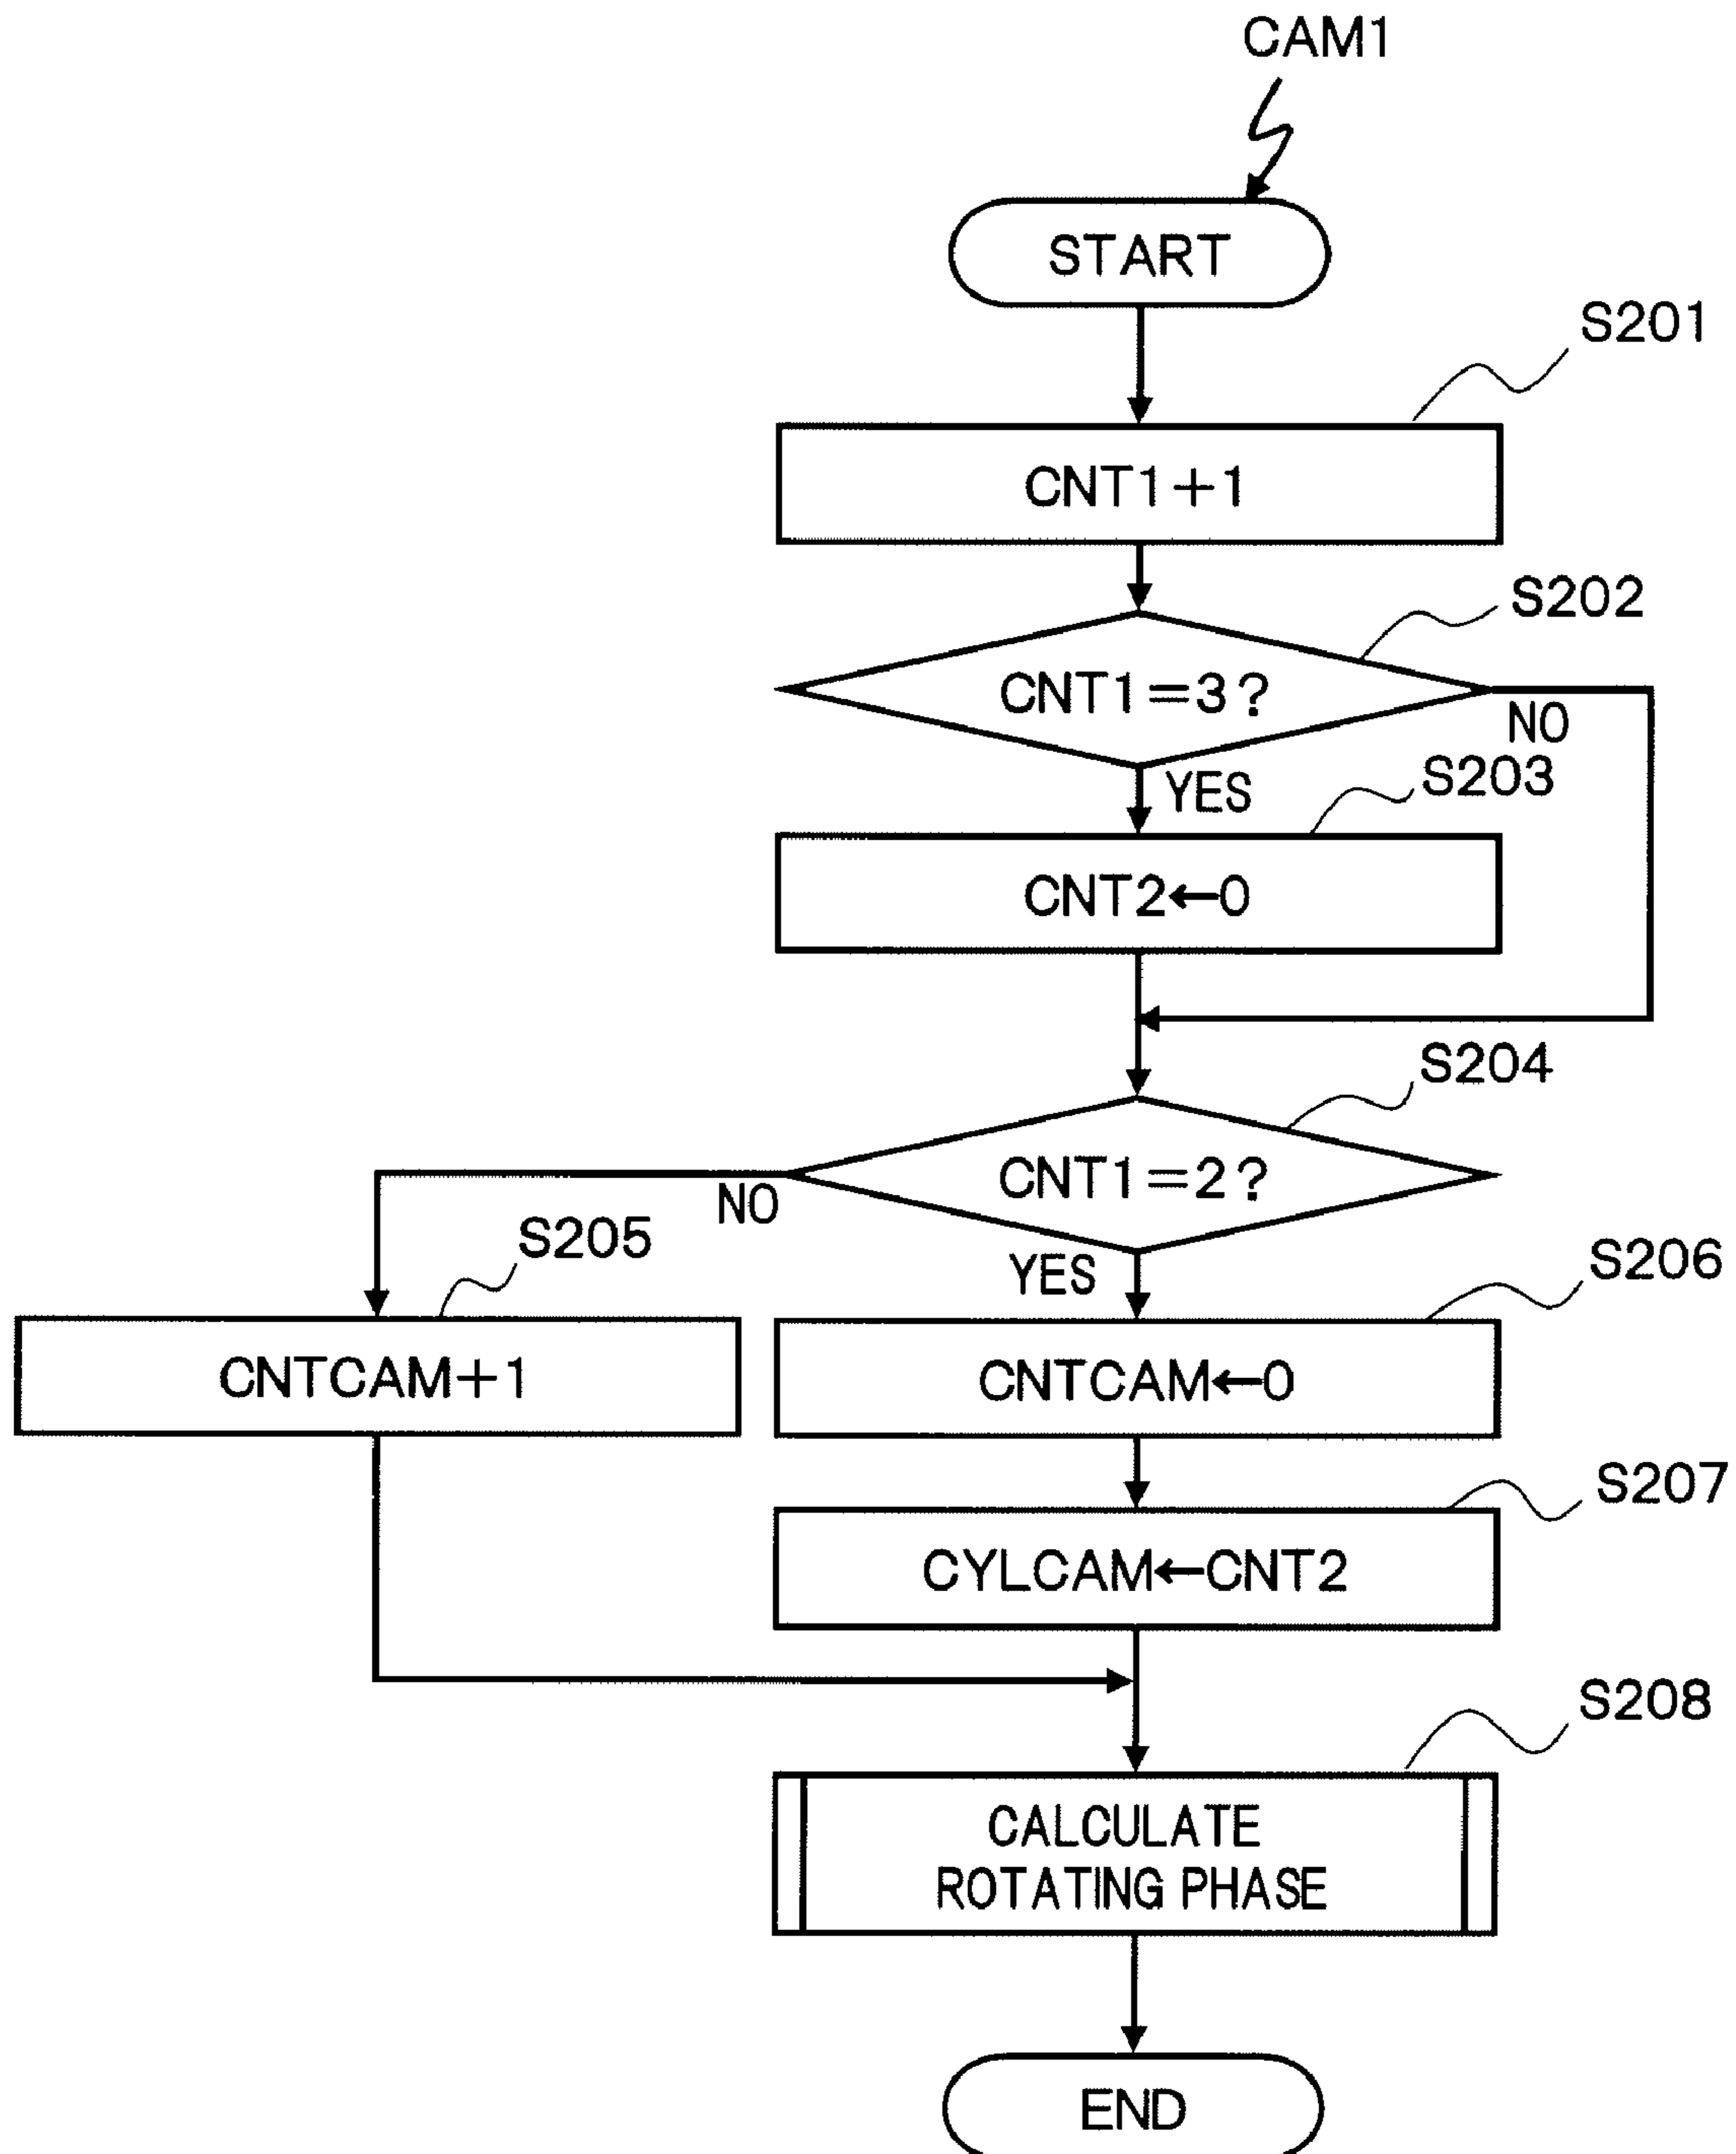 CAM1
START
S201
CNT1+1
S202
CNT1=3?
NO
YES
S203
CNT2←0
S204
CNT1=2?
NO
YES
S205
S206
CNTCAM+1
CNTCAM←0
S207
CYLCAM←CNT2
S208
CALCULATE
ROTATING PHASE
END